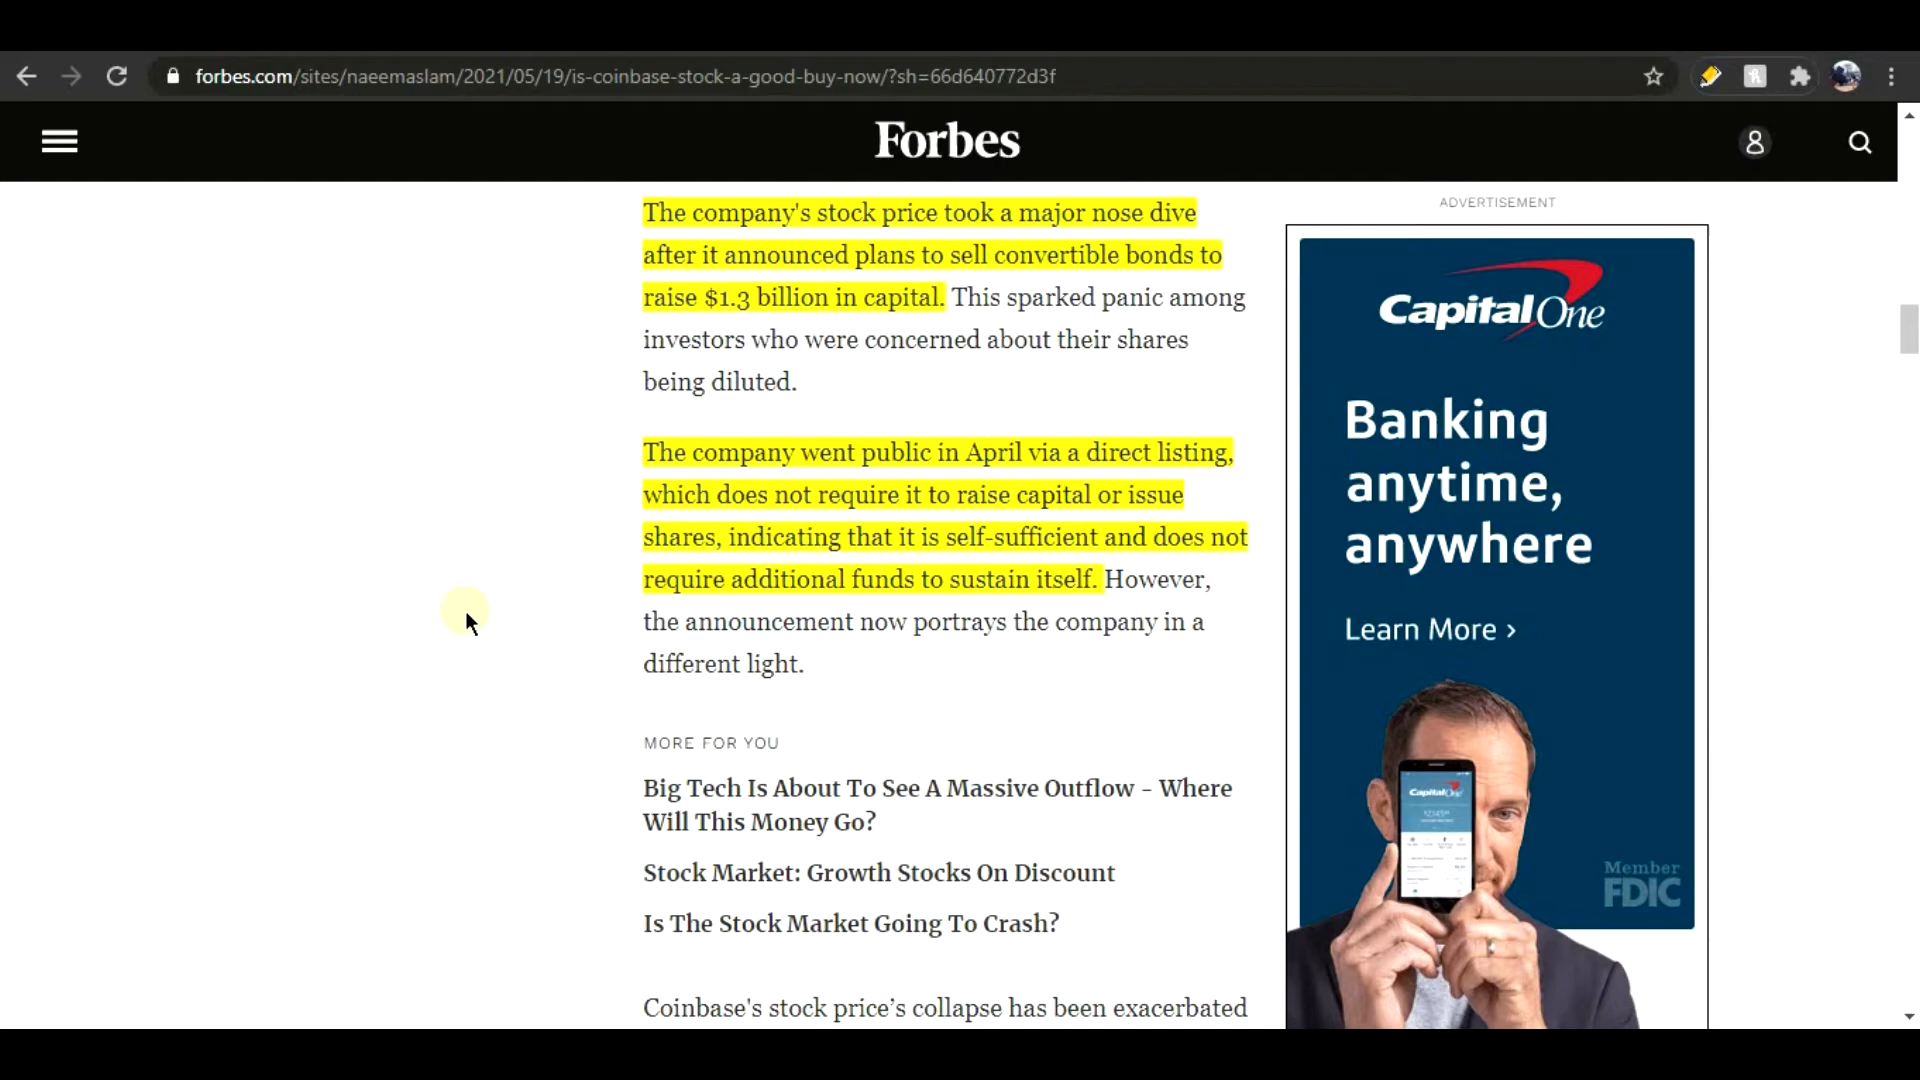 forbes.com/sites/naeemaslam/2021/05/19/is-coinbase-stock-a-good-buy-now/?sh=66d640772d3f
Forbes
The company's stock price took a major nose dive
after it announced plans to sell convertible bonds to
raise $1.3 billion in capital. This sparked panic among
investors who were concerned about their shares
being diluted.
The company went public in April via a direct listing,
which does not require it to raise capital or issue
shares, indicating that it is self-sufficient and does not
require additional funds to sustain itself. However,
the announcement now portrays the company in a
different light.
MORE FOR YOU
Big Tech Is About To See A Massive Outflow - Where
Will This Money Go?
Stock Market: Growth Stocks On Discount
Is The Stock Market Going To Crash?
Coinbase's stock price’s collapse has been exacerbated
ADVERTISEMENT
Capital One
Banking
anytime,
anywhere
Learn More ›
Capital One
Member
FDIC